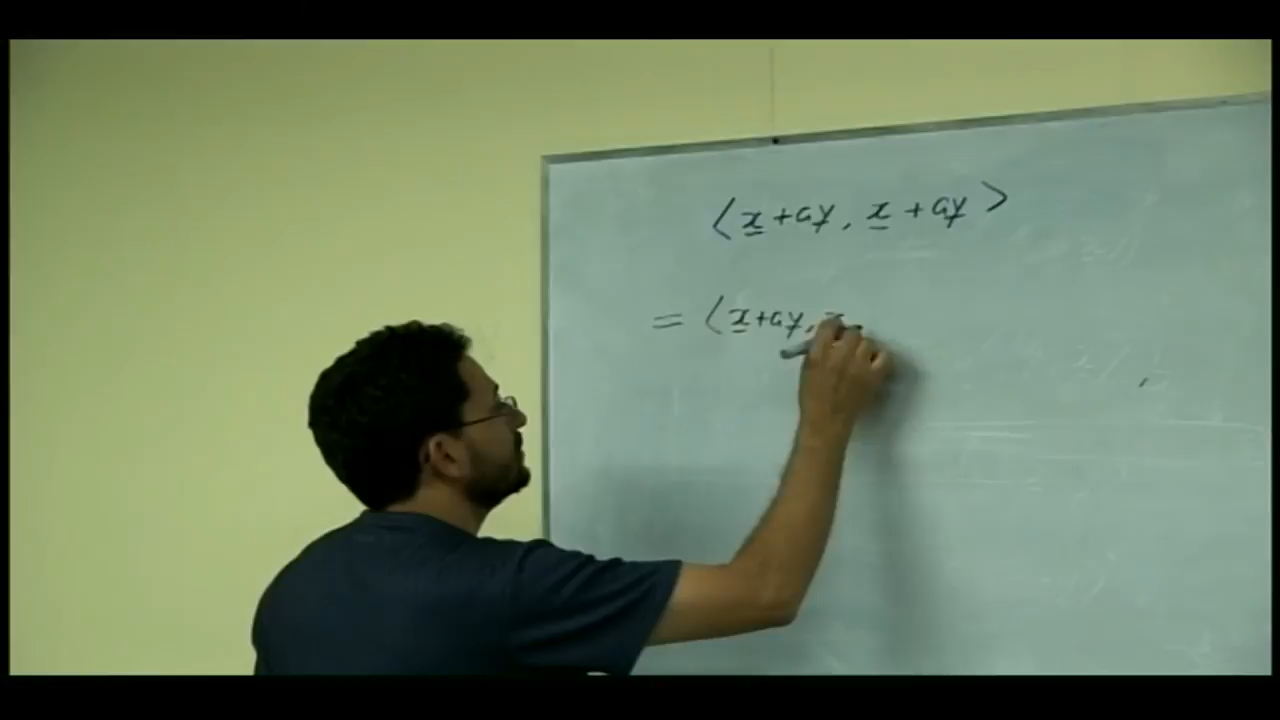 ⟨x̲ + ay̲, x̲ + ay̲⟩
= ⟨x̲ + ay̲,